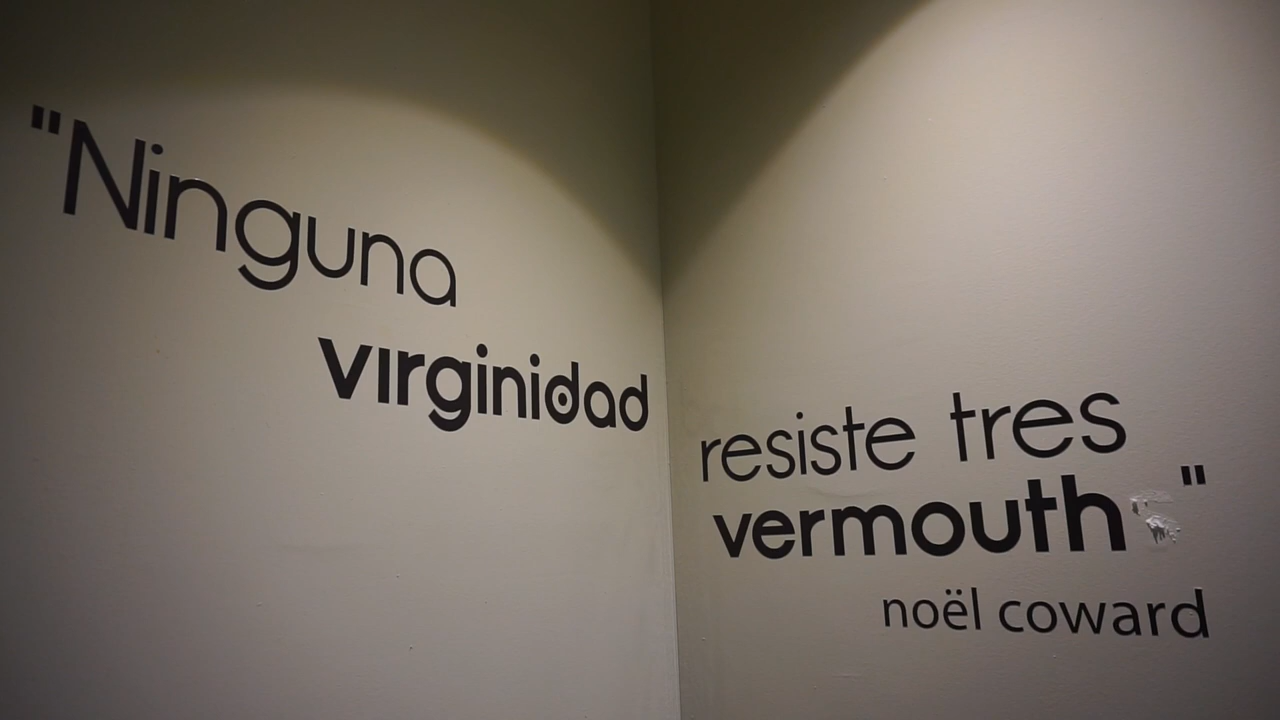 "Ninguna
virginidad
resiste tres
vermouth "
noël coward